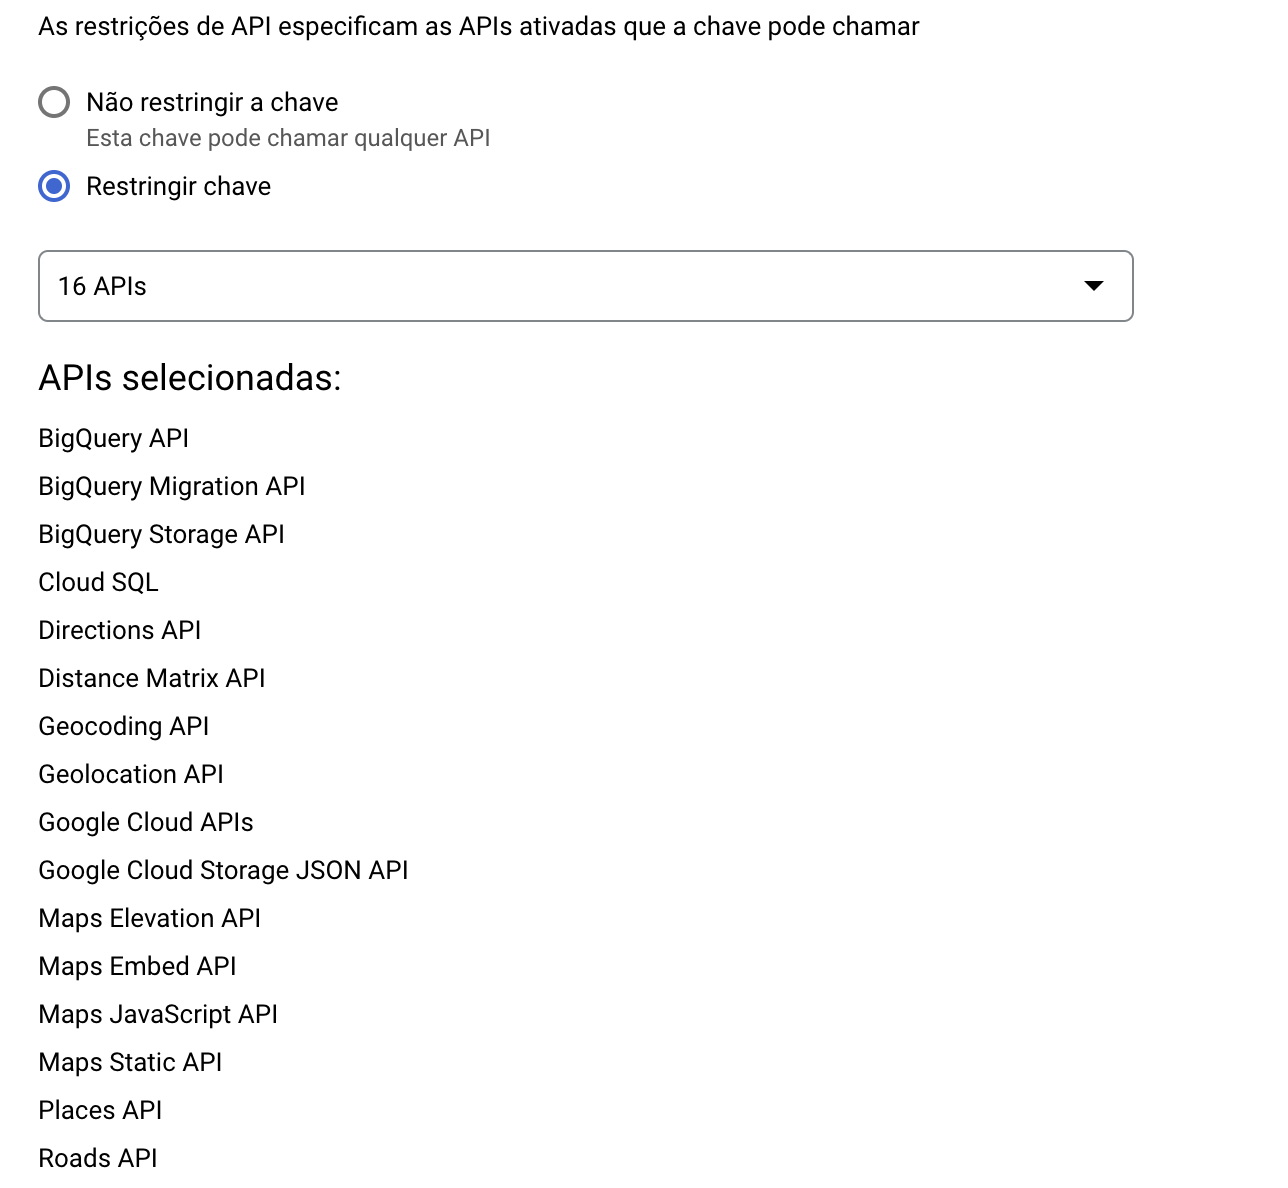 As restrições de API especificam as APIs ativadas que a chave pode chamar
Não restringir a chave
Esta chave pode chamar qualquer API
Restringir chave
16 APIs
APIs selecionadas:
BigQuery API
BigQuery Migration API
BigQuery Storage API
Cloud SQL
Directions API
Distance Matrix API
Geocoding API
Geolocation API
Google Cloud APIs
Google Cloud Storage JSON API
Maps Elevation API
Maps Embed API
Maps JavaScript API
Maps Static API
Places API
Roads API